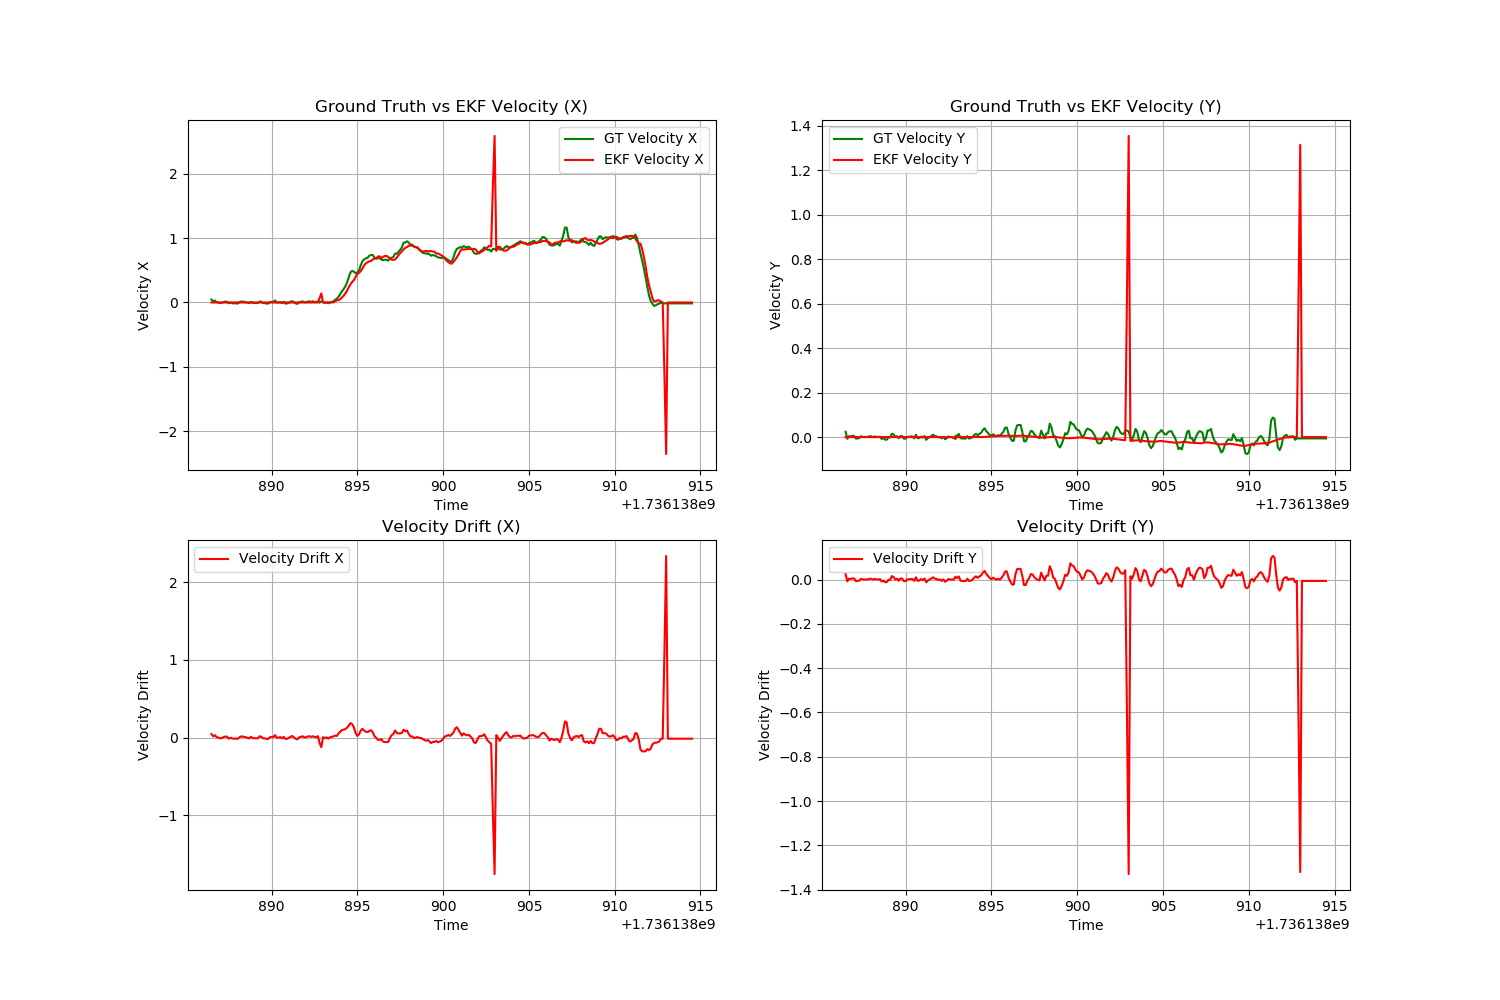 Ground Truth vs EKF Velocity (X)
GT Velocity X
EKF Velocity X
Velocity X
2
1
0
−1
−2
890 895 900 905 910 915
Time
+1.736138e9
Ground Truth vs EKF Velocity (Y)
GT Velocity Y
EKF Velocity Y
Velocity Y
1.4
1.2
1.0
0.8
0.6
0.4
0.2
0.0
890 895 900 905 910 915
Time
+1.736138e9
Velocity Drift (X)
Velocity Drift X
Velocity Drift
2
1
0
−1
890 895 900 905 910 915
Time
+1.736138e9
Velocity Drift (Y)
Velocity Drift Y
Velocity Drift
0.0
−0.2
−0.4
−0.6
−0.8
−1.0
−1.2
−1.4
890 895 900 905 910 915
Time
+1.736138e9